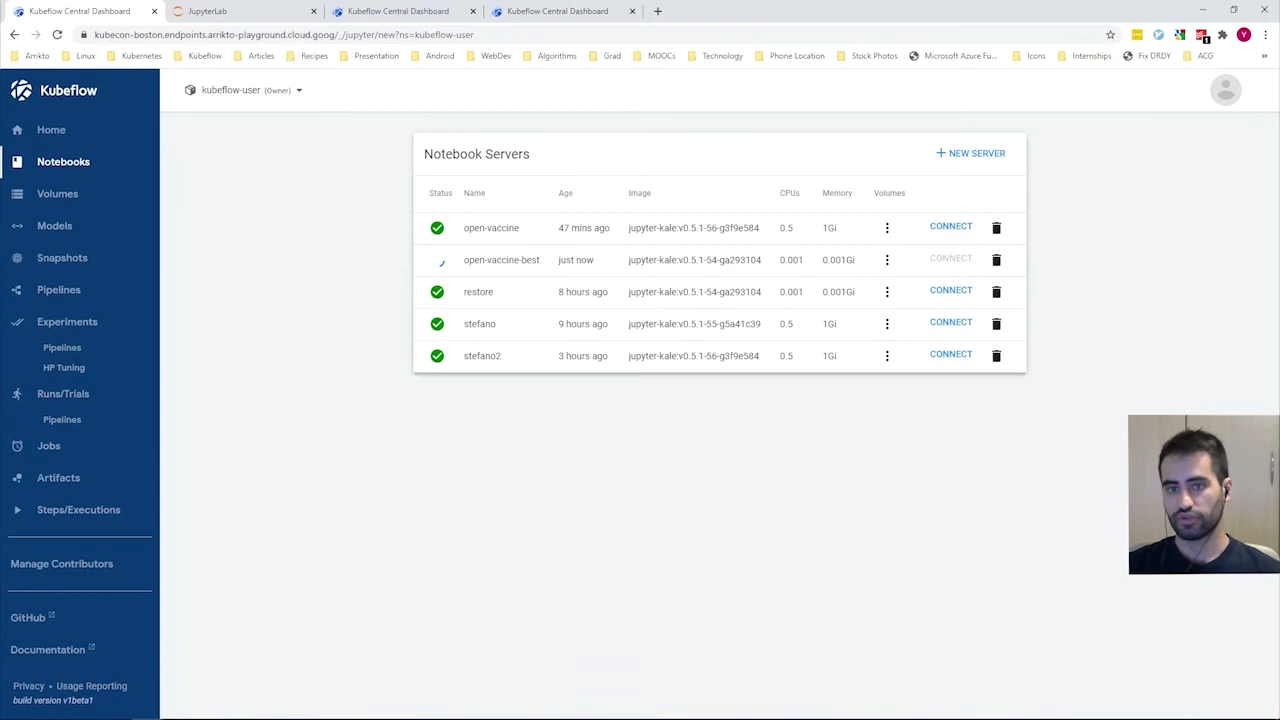 Kubeflow Central Dashboard
JupyterLab
Kubeflow Central Dashboard
Kubeflow Central Dashboard
kubecon-boston.endpoints.arrikto-playground.cloud.goog/_/jupyter/new?ns=kubeflow-user
Y
Arrikto Linux Kubernetes Kubeflow Articles Recipes Presentation Android Algorithms WebDev Grad MOOCs Technology Phone Location Stock Photos Microsoft Azure Fu... Icons Internships Fix DRDY ACG »
Kubeflow
kubeflow-user (Owner)
Home
Notebooks
Volumes
Models
Snapshots
Pipelines
Experiments
Pipelines
HP Tuning
Runs/Trials
Pipelines
Jobs
Artifacts
Steps/Executions
Manage Contributors
GitHub
Documentation
Privacy • Usage Reporting
build version v1beta1
Notebook Servers
+ NEW SERVER
Status Name Age Image CPUs Memory Volumes
open-vaccine 47 mins ago jupyter-kale:v0.5.1-56-g3f9e584 0.5 1Gi CONNECT
open-vaccine-best just now jupyter-kale:v0.5.1-54-ga293104 0.001 0.001Gi CONNECT
restore 8 hours ago jupyter-kale:v0.5.1-54-ga293104 0.001 0.001Gi CONNECT
stefano 9 hours ago jupyter-kale:v0.5.1-55-g5a41c39 0.5 1Gi CONNECT
stefano2 3 hours ago jupyter-kale:v0.5.1-56-g3f9e584 0.5 1Gi CONNECT